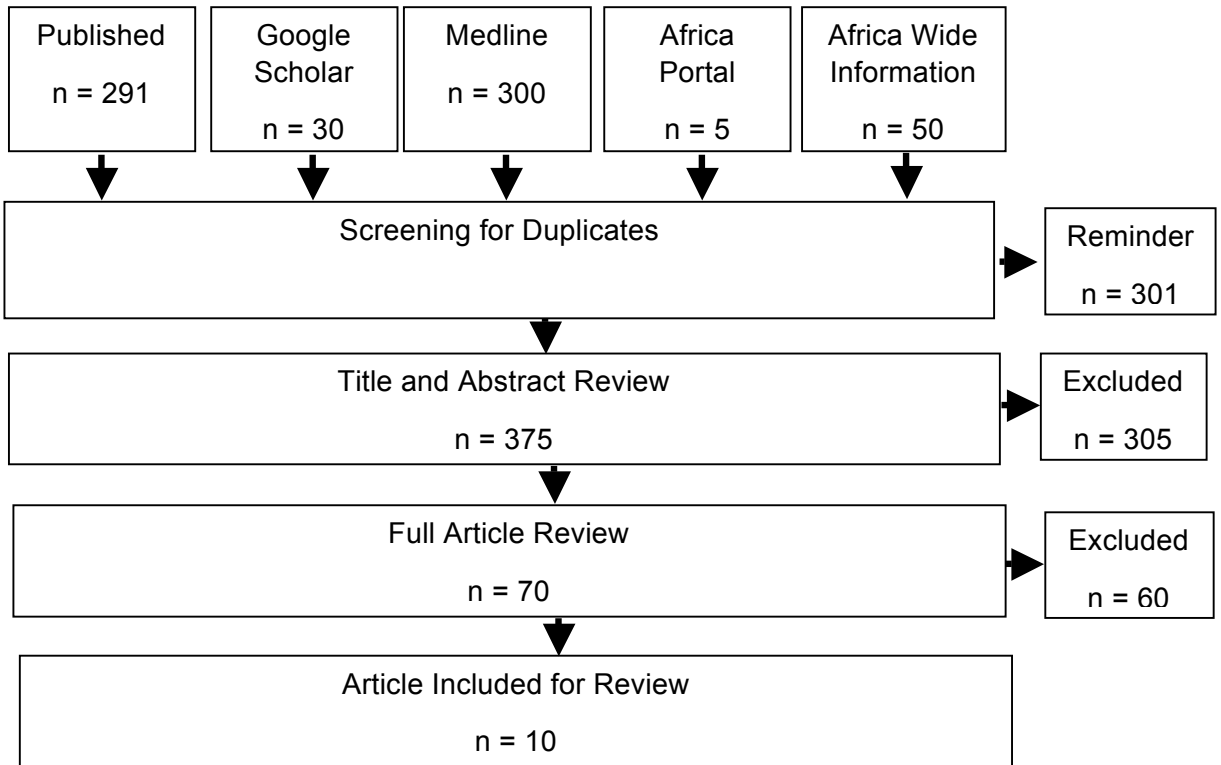 Published
n = 291
Google
Scholar
n = 30
Medline
n = 300
Africa
Portal
n = 5
Africa Wide
Information
n = 50
Screening for Duplicates
Reminder
n = 301
Title and Abstract Review
n = 375
Excluded
n = 305
Full Article Review
n = 70
Excluded
n = 60
Article Included for Review
n = 10